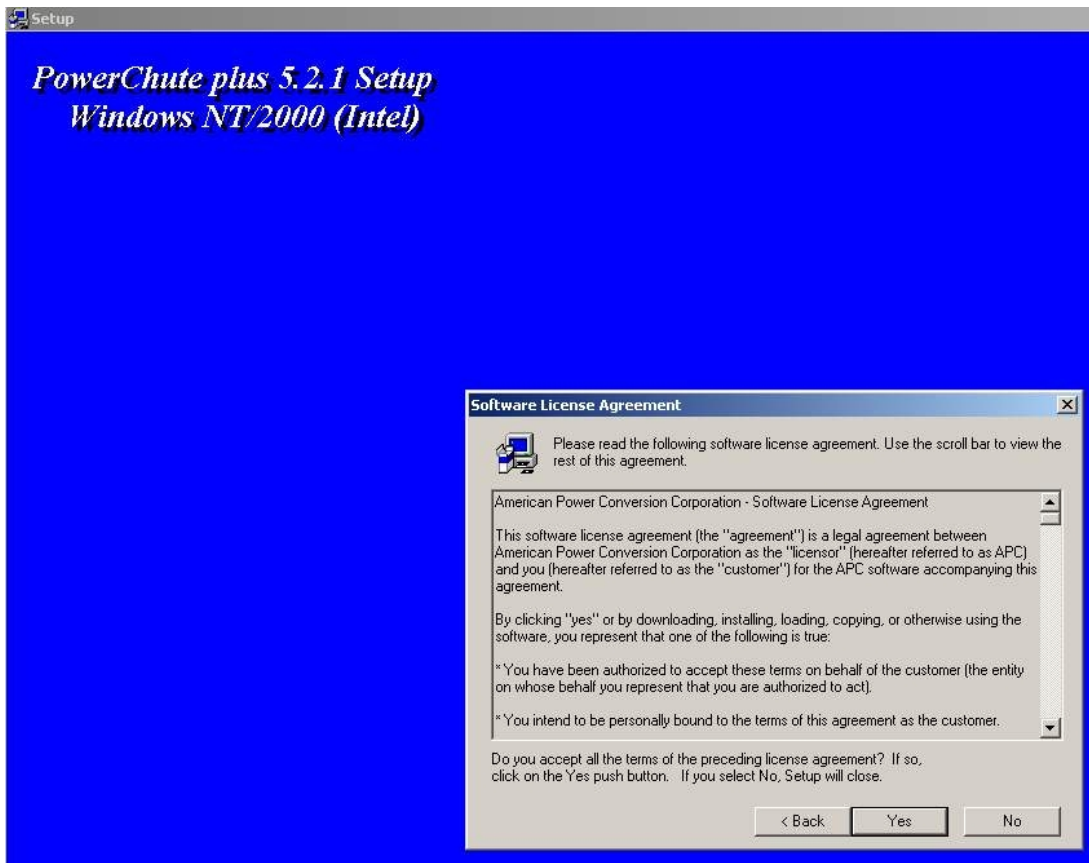 Setup
PowerChute plus 5.2.1 Setup
Windows NT/2000 (Intel)
Software License Agreement
Please read the following software license agreement. Use the scroll bar to view the
rest of this agreement.
American Power Conversion Corporation - Software License Agreement
This software license agreement (the "agreement") is a legal agreement between
American Power Conversion Corporation as the "licensor" (hereafter referred to as APC)
and you (hereafter referred to as the "customer") for the APC software accompanying this
agreement.
By clicking "yes" or by downloading, installing, loading, copying, or otherwise using the
software, you represent that one of the following is true:
* You have been authorized to accept these terms on behalf of the customer (the entity
on whose behalf you represent that you are authorized to act).
* You intend to be personally bound to the terms of this agreement as the customer.
Do you accept all the terms of the preceding license agreement? If so,
click on the Yes push button. If you select No, Setup will close.
< Back Yes No